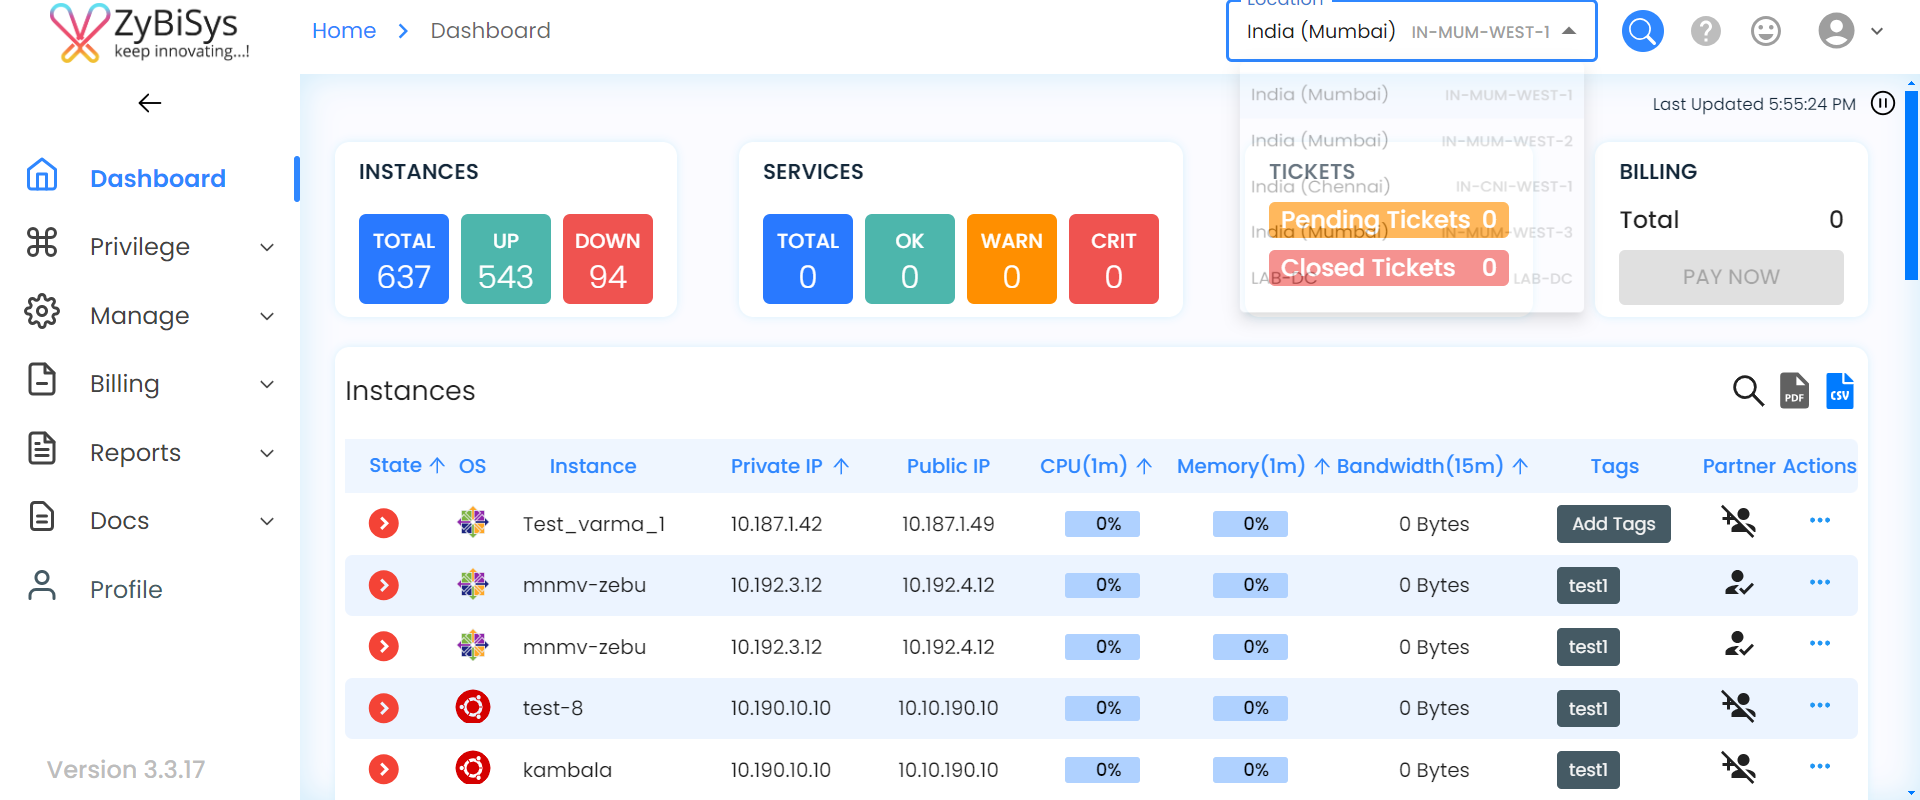 ZyBiSys
keep innovating...!
Home > Dashboard
Location
India (Mumbai) IN-MUM-WEST-1
India (Mumbai) IN-MUM-WEST-1
India (Mumbai) IN-MUM-WEST-2
India (Chennai) IN-CNI-WEST-1
India (Mumbai) IN-MUM-WEST-3
LAB-DC LAB-DC
Last Updated 5:55:24 PM
Dashboard
Privilege
Manage
Billing
Reports
Docs
Profile
Version 3.3.17
INSTANCES
TOTAL UP DOWN
637 543 94
SERVICES
TOTAL OK WARN CRIT
0 0 0 0
TICKETS
Pending Tickets 0
Closed Tickets 0
BILLING
Total 0
PAY NOW
Instances
PDF CSV
State OS Instance Private IP Public IP CPU(1m) Memory(1m) Bandwidth(15m) Tags Partner Actions
Test_varma_1 10.187.1.42 10.187.1.49 0% 0% 0 Bytes Add Tags
mnmv-zebu 10.192.3.12 10.192.4.12 0% 0% 0 Bytes test1
mnmv-zebu 10.192.3.12 10.192.4.12 0% 0% 0 Bytes test1
test-8 10.190.10.10 10.10.190.10 0% 0% 0 Bytes test1
kambala 10.190.10.10 10.10.190.10 0% 0% 0 Bytes test1